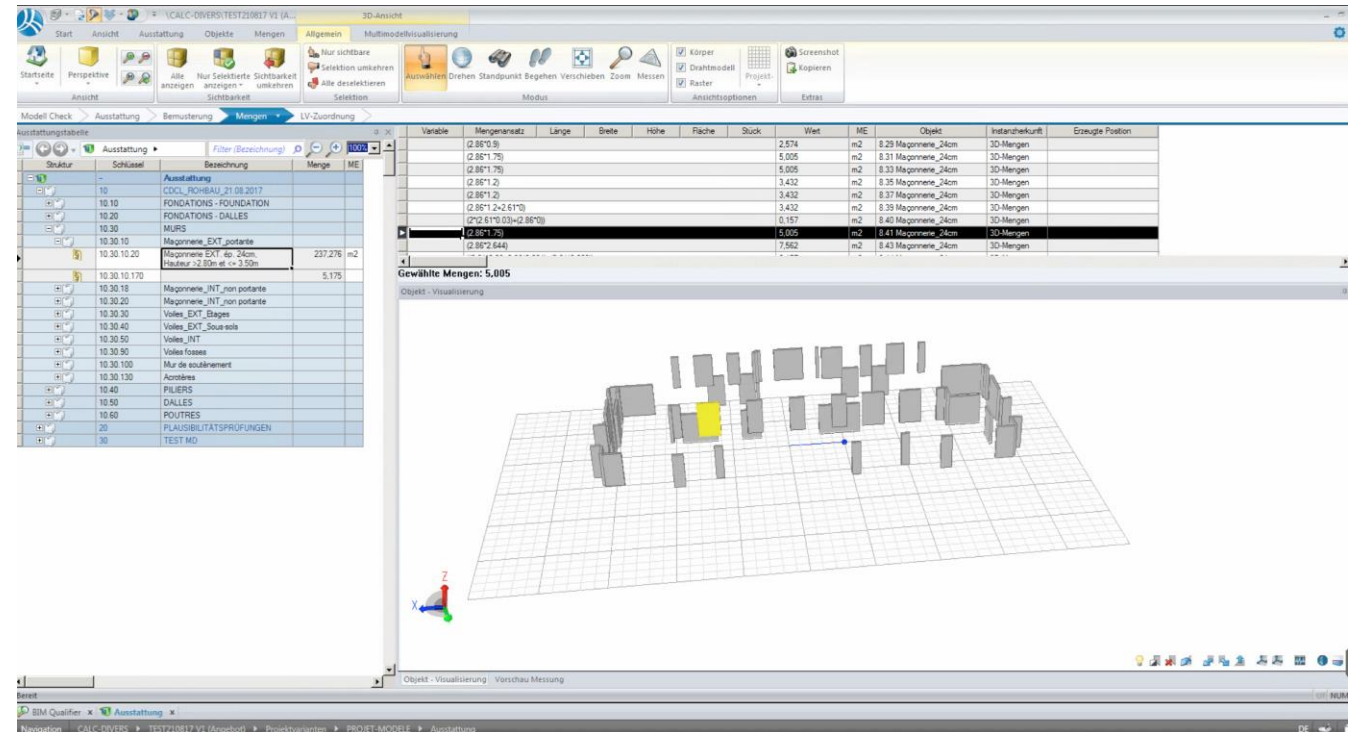 \CALC-DIVERS\TEST210817 V1 (A... 3D-Ansicht
Start Ansicht Ausstattung Objekte Mengen Allgemein Multimodellvisualisierung
Startseite Perspektive Alle anzeigen Nur Selektierte anzeigen Sichtbarkeit umkehren
Nur sichtbare
Selektion umkehren
Alle deselektieren
Auswählen Drehen Standpunkt Begehen Verschieben Zoom Messen
Körper
Drahtmodell
Raster
Projekt-
Screenshot
Kopieren
Ansicht Sichtbarkeit Selektion Modus Ansichtsoptionen Extras
Modell Check Ausstattung Bemusterung Mengen LV-Zuordnung
Ausstattungstabelle
Ausstattung Filter (Bezeichnung) 100%
Struktur Schlüssel Bezeichnung Menge ME
- Ausstattung
10 CDCL_ROHBAU_21.08.2017
10.10 FONDATIONS - FOUNDATION
10.20 FONDATIONS - DALLES
10.30 MURS
10.30.10 Maçonnerie_EXT_portante
10.30.10.20 Maçonnerie EXT. ép. 24cm, Hauteur >2.80m et <= 3.50m 237,276 m2
10.30.10.170 5,175
10.30.18 Maçonnerie_INT_non portante
10.30.20 Maçonnerie_INT_non portante
10.30.30 Voiles_EXT_Etages
10.30.40 Voiles_EXT_Sous-sols
10.30.50 Voiles_INT
10.30.90 Voiles fosses
10.30.100 Mur de soutènement
10.30.130 Acrotères
10.40 PILIERS
10.50 DALLES
10.60 POUTRES
20 PLAUSIBILITÄTSPRÜFUNGEN
30 TEST MD
Variable Mengenansatz Länge Breite Höhe Fläche Stück Wert ME Objekt Instanzherkunft Erzeugte Position
(2.86*0.9) 2,574 m2 8.29 Maçonnerie_24cm 3D-Mengen
(2.86*1.75) 5,005 m2 8.31 Maçonnerie_24cm 3D-Mengen
(2.86*1.75) 5,005 m2 8.33 Maçonnerie_24cm 3D-Mengen
(2.86*1.2) 3,432 m2 8.35 Maçonnerie_24cm 3D-Mengen
(2.86*1.2) 3,432 m2 8.37 Maçonnerie_24cm 3D-Mengen
(2.86*1.2+2.61*0) 3,432 m2 8.39 Maçonnerie_24cm 3D-Mengen
(2*(2.61*0.03)+(2.86*0)) 0,157 m2 8.40 Maçonnerie_24cm 3D-Mengen
(2.86*1.75) 5,005 m2 8.41 Maçonnerie_24cm 3D-Mengen
(2.86*2.644) 7,562 m2 8.43 Maçonnerie_24cm 3D-Mengen
Gewählte Mengen: 5,005
Objekt - Visualisierung
Z
X
Objekt - Visualisierung Vorschau Messung
Bereit NUM
BIM Qualifier x Ausstattung x
Navigation CALC-DIVERS TEST210817 V1 (Angebot) Projektvarianten PROJET-MODELE Ausstattung DE